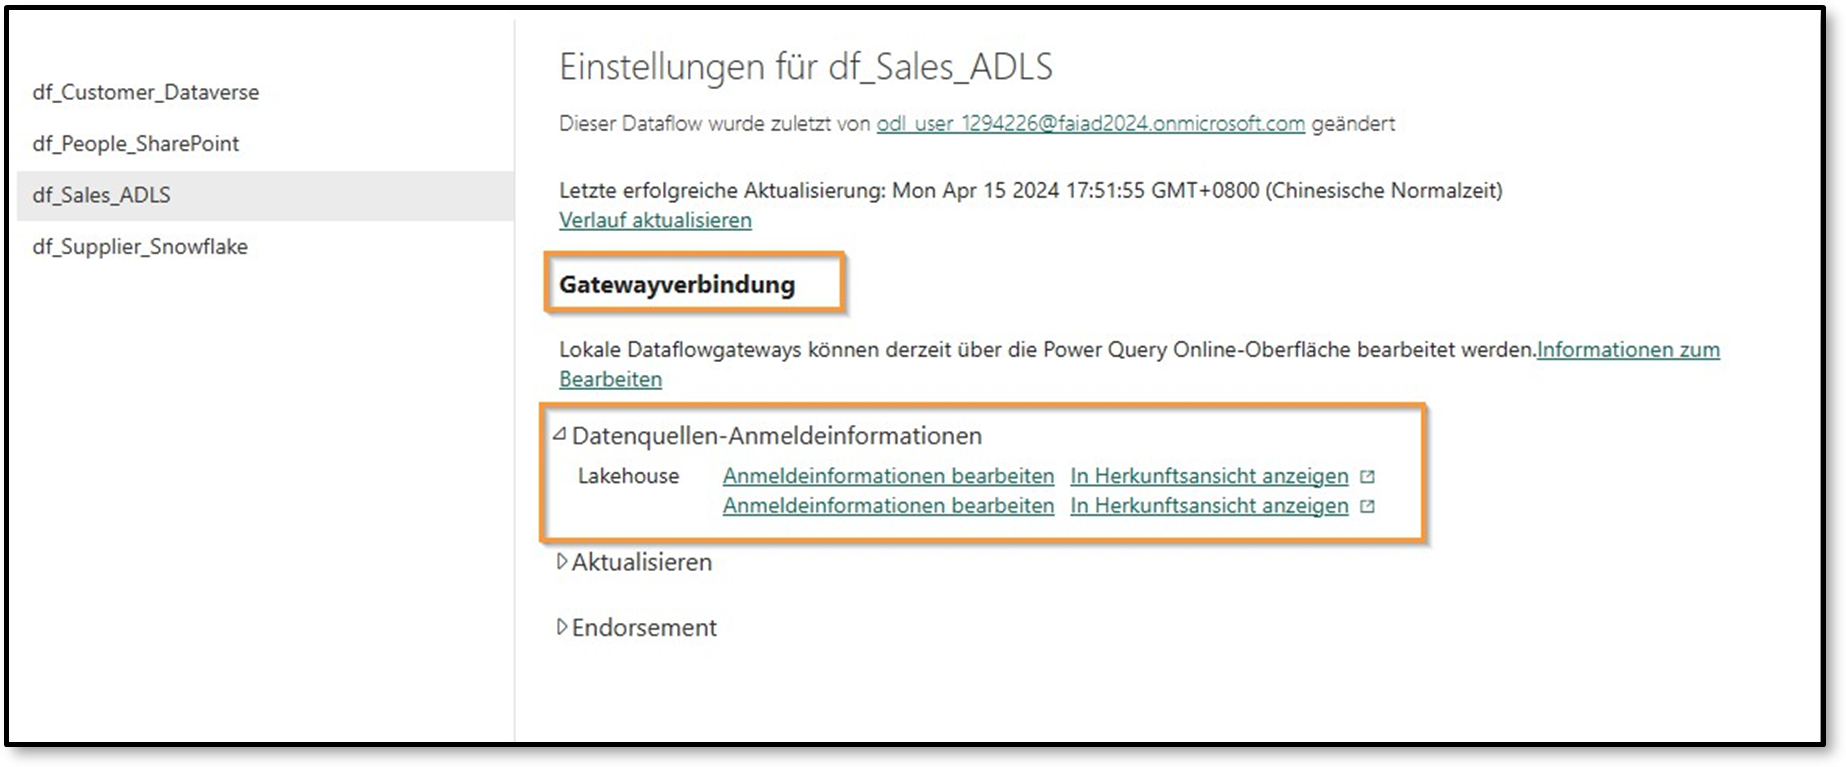 df_Customer_Dataverse
df_People_SharePoint
df_Sales_ADLS
df_Supplier_Snowflake
Einstellungen für df_Sales_ADLS
Dieser Dataflow wurde zuletzt von odl_user_1294226@faiad2024.onmicrosoft.com geändert
Letzte erfolgreiche Aktualisierung: Mon Apr 15 2024 17:51:55 GMT+0800 (Chinesische Normalzeit)
Verlauf aktualisieren
Gatewayverbindung
Lokale Dataflowgateways können derzeit über die Power Query Online-Oberfläche bearbeitet werden.Informationen zum
Bearbeiten
Datenquellen-Anmeldeinformationen
Lakehouse Anmeldeinformationen bearbeiten In Herkunftsansicht anzeigen
Anmeldeinformationen bearbeiten In Herkunftsansicht anzeigen
Aktualisieren
Endorsement